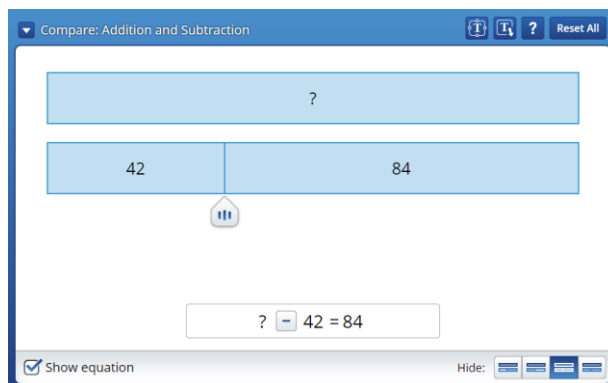 Compare: Addition and Subtraction T T ? Reset All
?
42 84
? − 42 = 84
Show equation Hide: